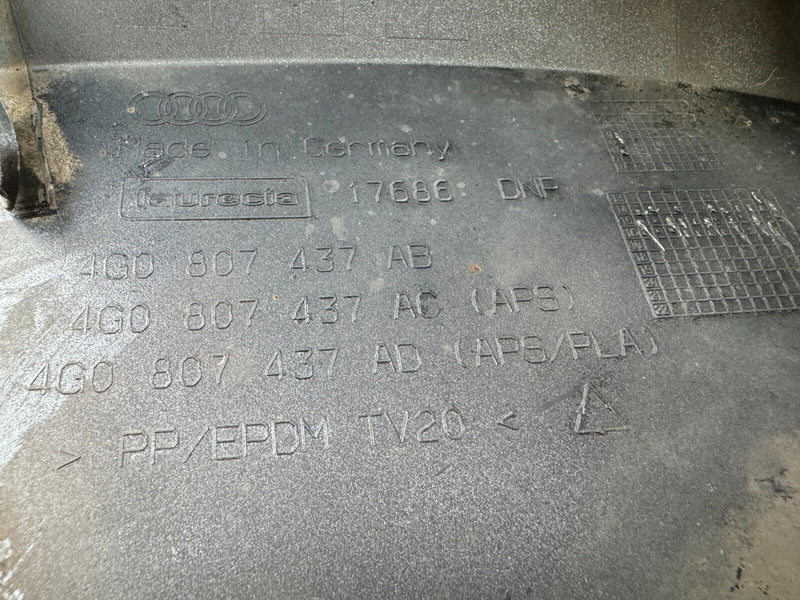 Made in Germany
faurecia 17686 DNP
4G0 807 437 AB
4G0 807 437 AC (APS)
4G0 807 437 AD (APS/PLA)
> PP/EPDM TV20 <